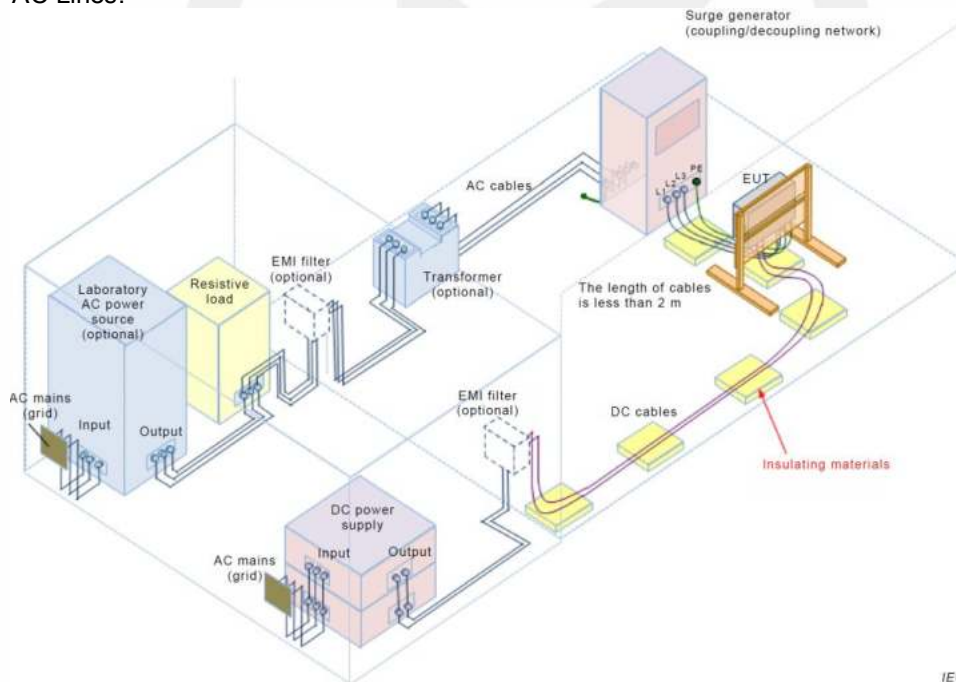 AC Lines:
Surge generator
(coupling/decoupling network)
L1
L2
L3
PE
EUT
AC cables
EMI filter
(optional)
Transformer
(optional)
The length of cables
is less than 2 m
Laboratory
AC power
source
(optional)
Resistive
load
AC mains
(grid)
Input
Output
EMI filter
(optional)
DC cables
Insulating materials
DC power
supply
Input
Output
AC mains
(grid)